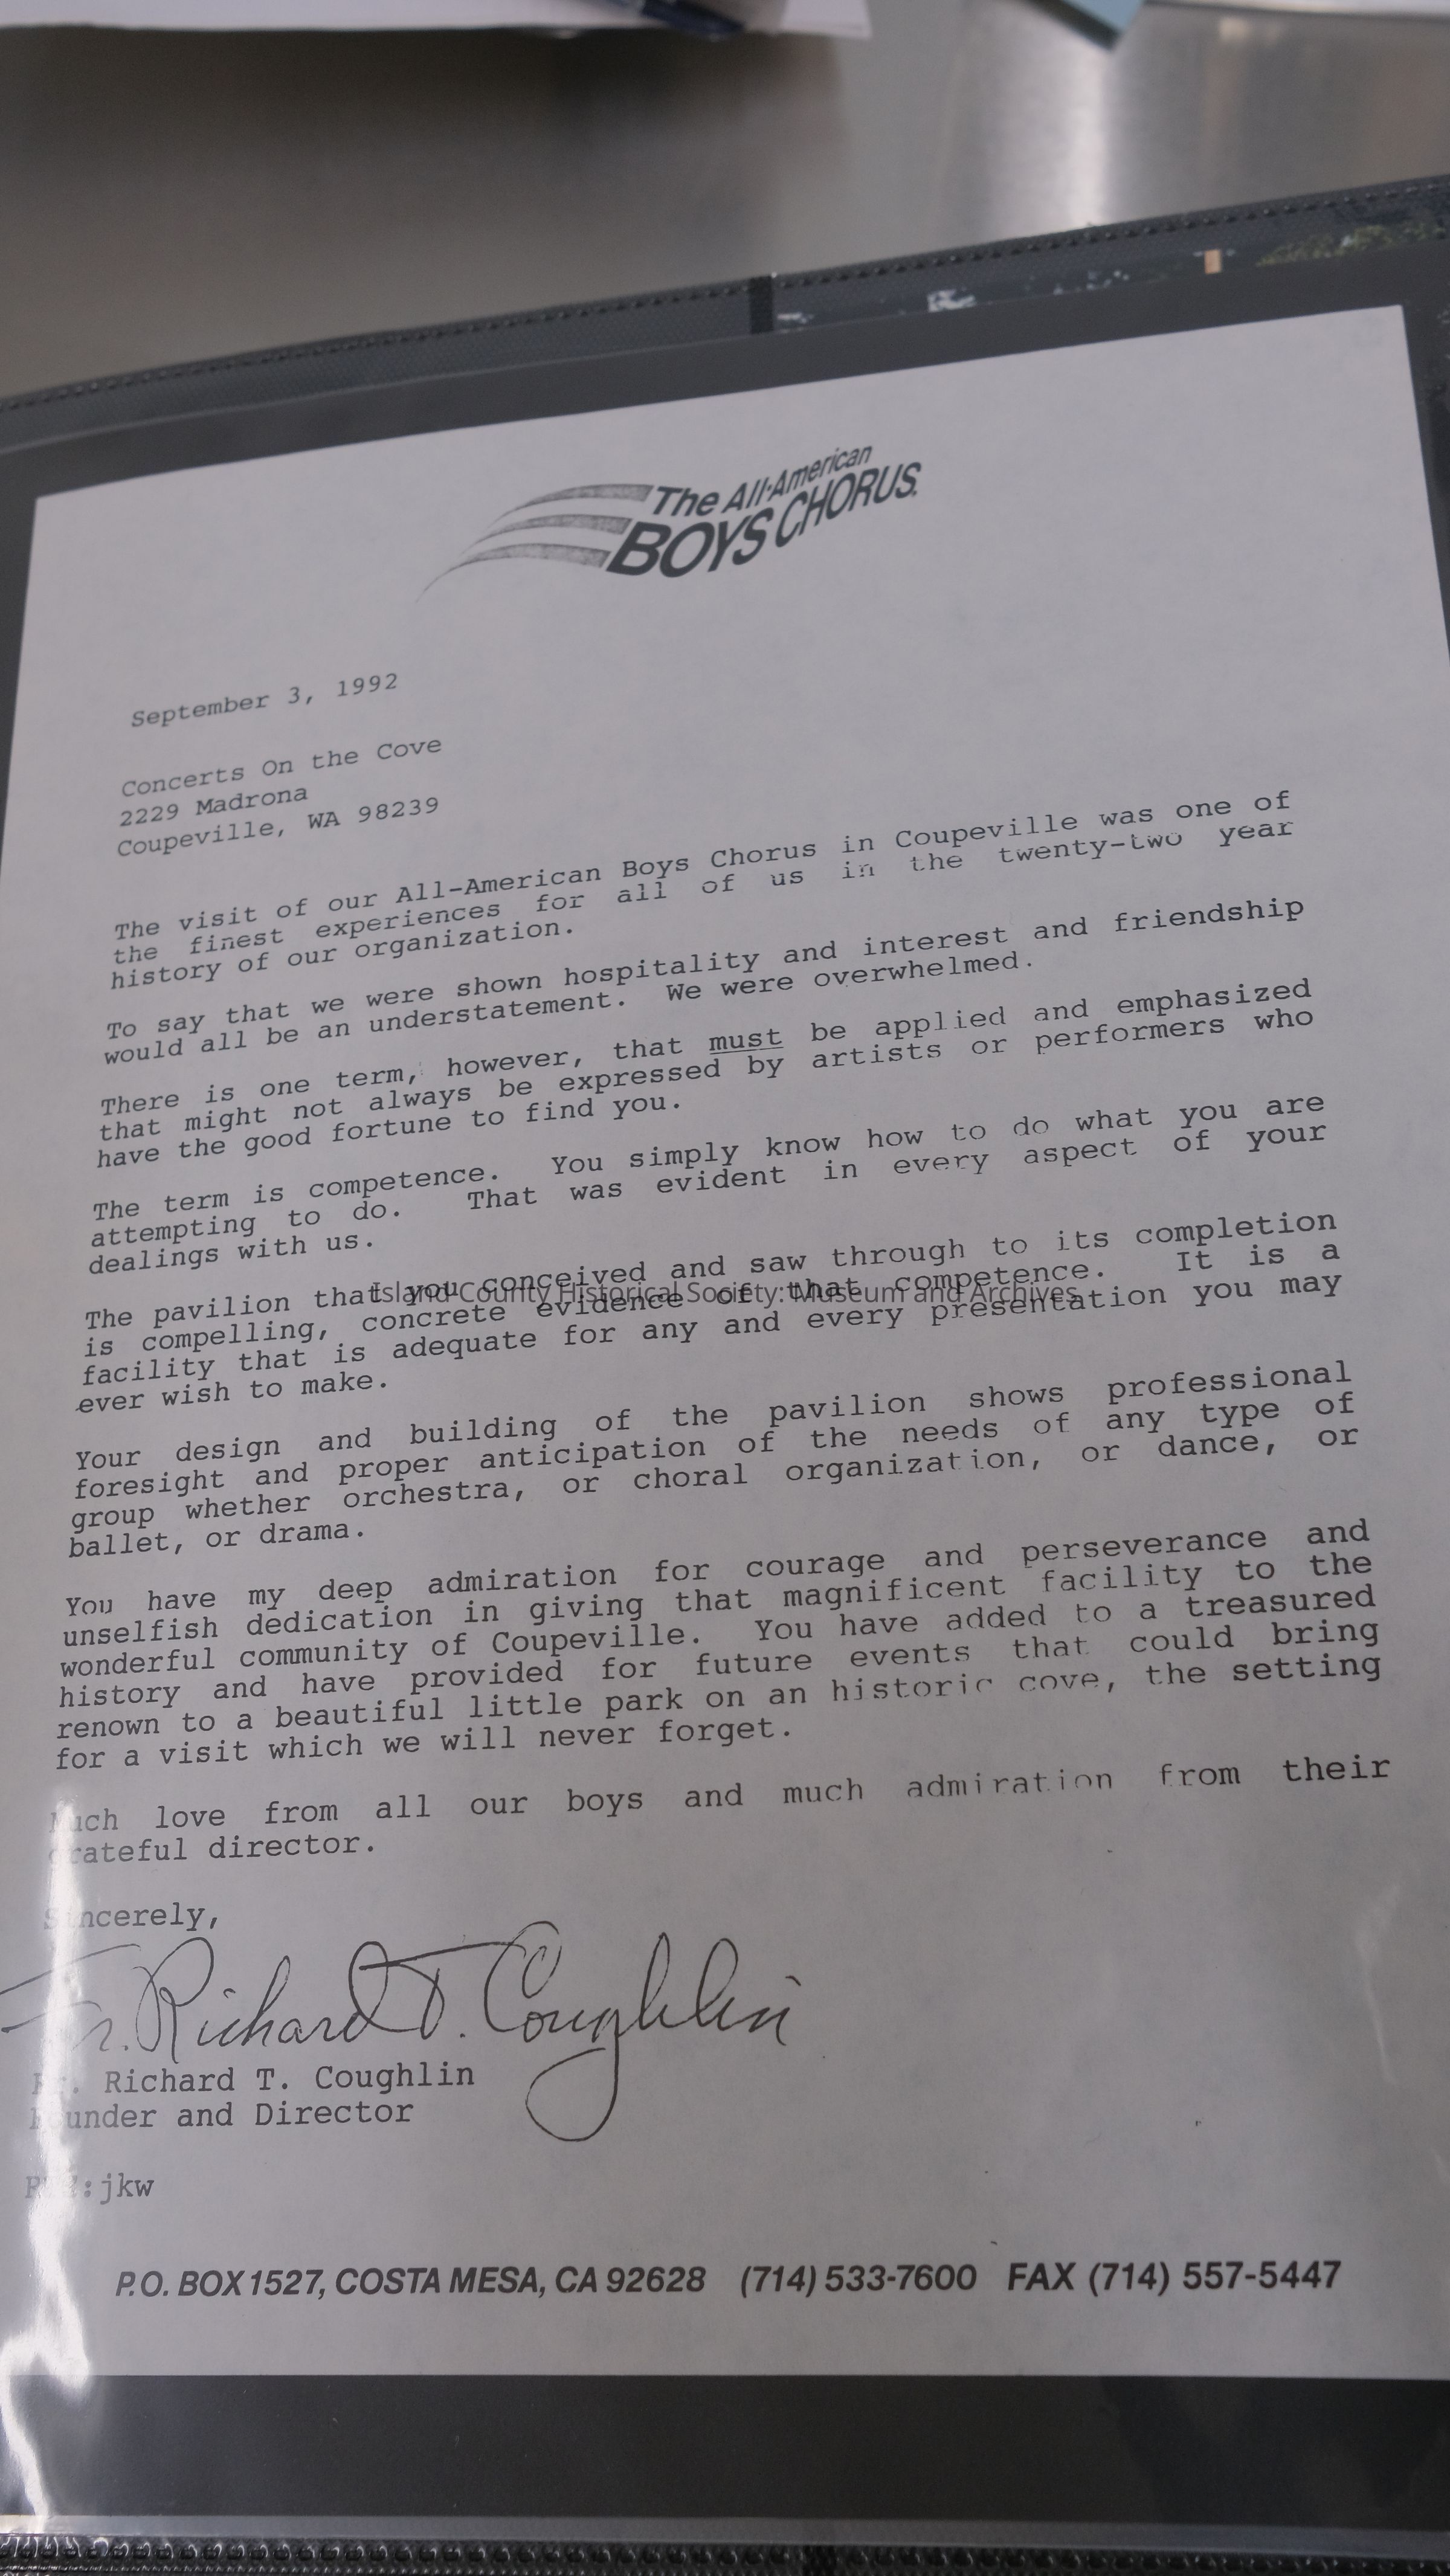 The All-American
BOYS CHORUS.
September 3, 1992
Concerts On the Cove
2229 Madrona
Coupeville, WA 98239
The visit of our All-American Boys Chorus in Coupeville was one of
the finest experiences for all of us in the twenty-two year
history of our organization.
To say that we were shown hospitality and interest and friendship
would all be an understatement. We were overwhelmed.
There is one term, however, that must be applied and emphasized
that might not always be expressed by artists or performers who
have the good fortune to find you.
The term is competence. You simply know how to do what you are
attempting to do. That was evident in every aspect of your
dealings with us.
The pavilion that you conceived and saw through to its completion
is compelling, concrete evidence of that competence. It is a
facility that is adequate for any and every presentation you may
ever wish to make.
Island County Historical Society: Museum and Archives
Your design and building of the pavilion shows professional
foresight and proper anticipation of the needs of any type of
group whether orchestra, or choral organization, or dance, or
ballet, or drama.
You have my deep admiration for courage and perseverance and
unselfish dedication in giving that magnificent facility to the
wonderful community of Coupeville. You have added to a treasured
history and have provided for future events that could bring
renown to a beautiful little park on an historic cove, the setting
for a visit which we will never forget.
Much love from all our boys and much admiration from their
grateful director.
Sincerely,
Fr. Richard T. Coughlin
Fr. Richard T. Coughlin
Founder and Director
:jkw
P.O. BOX 1527, COSTA MESA, CA 92628 (714) 533-7600 FAX (714) 557-5447